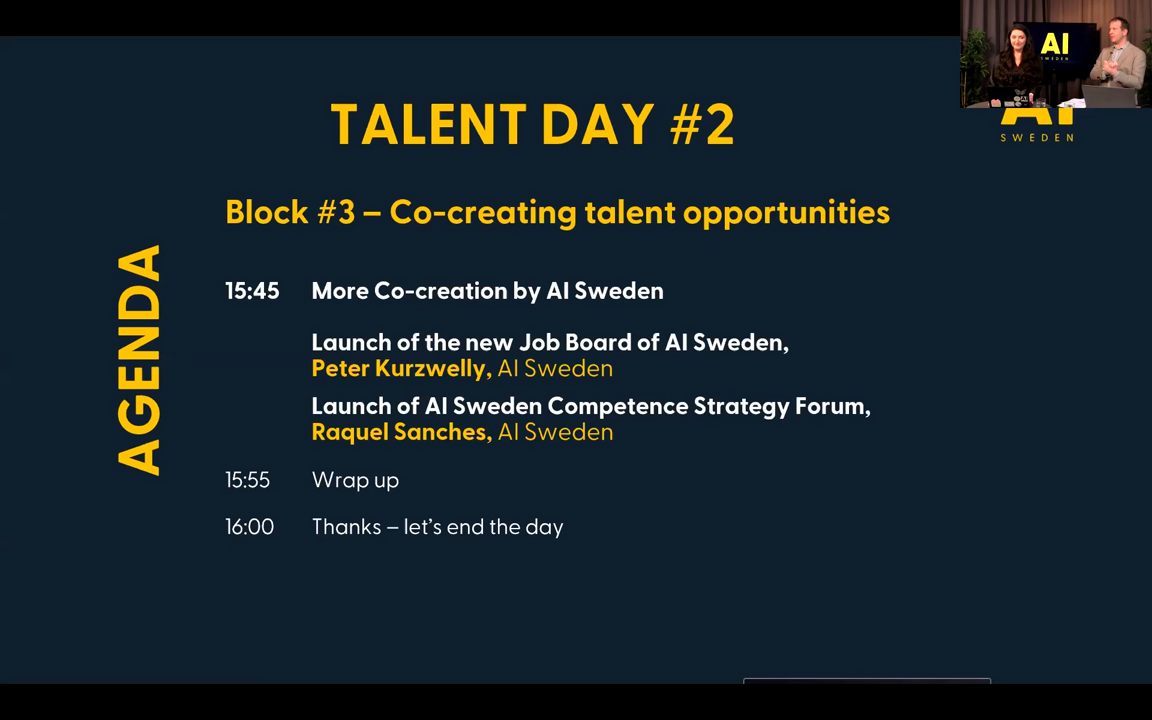 AI
SWEDEN
TALENT DAY #2
SWEDEN
Block #3 – Co-creating talent opportunities
AGENDA
15:45 More Co-creation by AI Sweden
Launch of the new Job Board of AI Sweden,
Peter Kurzwelly, AI Sweden
Launch of AI Sweden Competence Strategy Forum,
Raquel Sanches, AI Sweden
15:55 Wrap up
16:00 Thanks – let's end the day